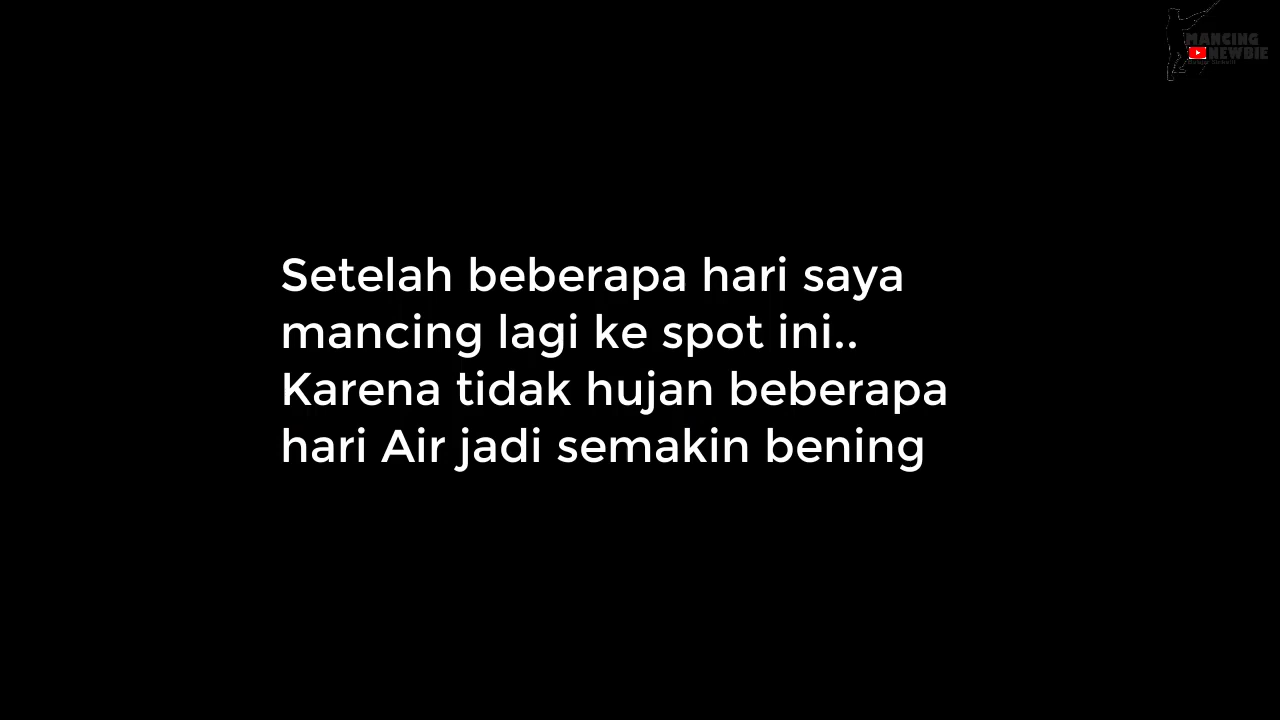 MANCING
NEWBIE
Setelah beberapa hari saya
mancing lagi ke spot ini..
Karena tidak hujan beberapa
hari Air jadi semakin bening